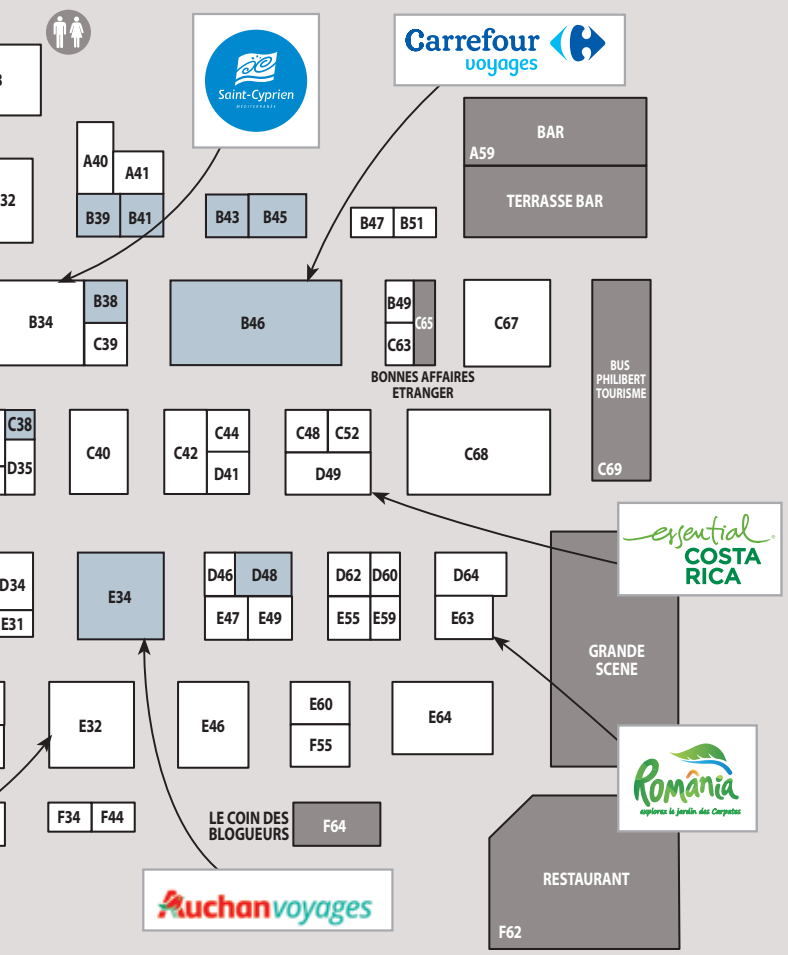 Saint-Cyprien
MÉDITERRANÉE
Carrefour
voyages
BAR
A59
TERRASSE BAR
A40
A41
32
B39
B41
B43
B45
B47
B51
B34
B38
C39
B46
B49
C65
C63
C67
BONNES AFFAIRES
ETRANGER
BUS
PHILIBERT
TOURISME
C69
C38
D35
C40
C42
C44
D41
C48
C52
D49
C68
essential
COSTA
RICA
D34
E31
E34
D46
D48
E47
E49
D62
D60
E55
E59
D64
E63
GRANDE
SCENE
E32
E46
E60
F55
E64
România
explorez le jardin des Carpates
F34
F44
LE COIN DES
BLOGUEURS
F64
RESTAURANT
F62
Auchan voyages